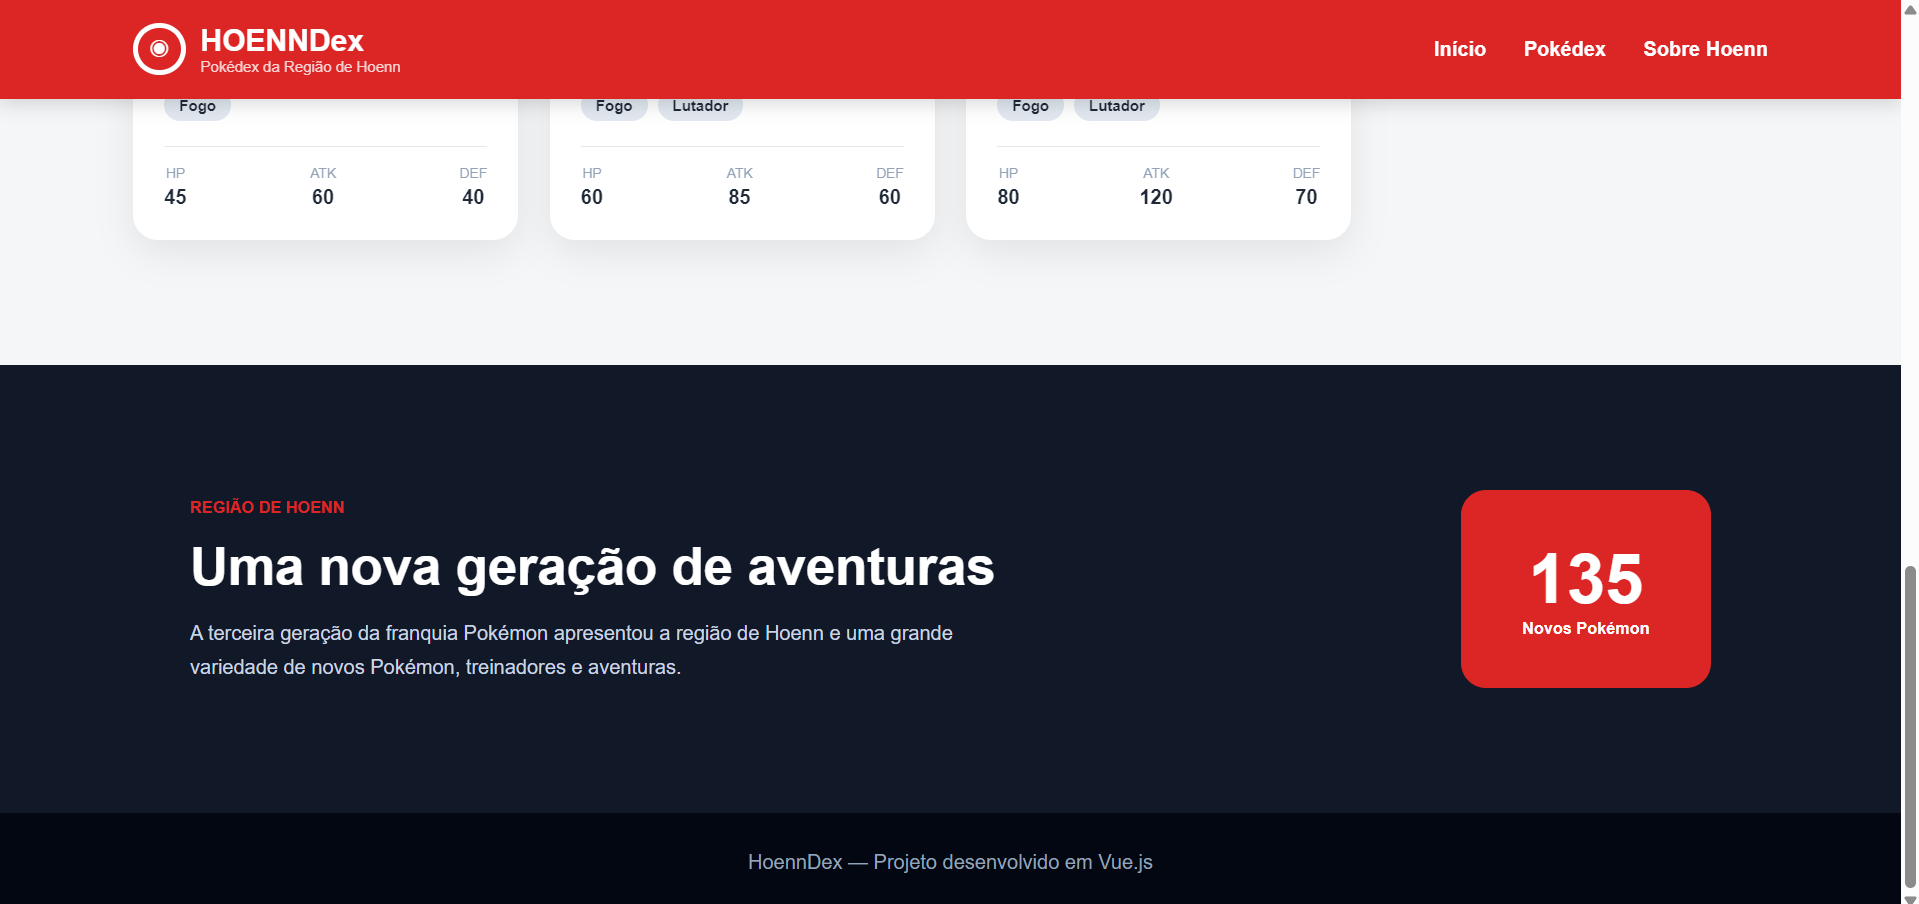 HOENNDex
Pokédex da Região de Hoenn
Início Pokédex Sobre Hoenn
Fogo
Fogo Lutador
Fogo Lutador
HP ATK DEF
45 60 40
HP ATK DEF
60 85 60
HP ATK DEF
80 120 70
REGIÃO DE HOENN
Uma nova geração de aventuras
A terceira geração da franquia Pokémon apresentou a região de Hoenn e uma grande
variedade de novos Pokémon, treinadores e aventuras.
135
Novos Pokémon
HoennDex — Projeto desenvolvido em Vue.js